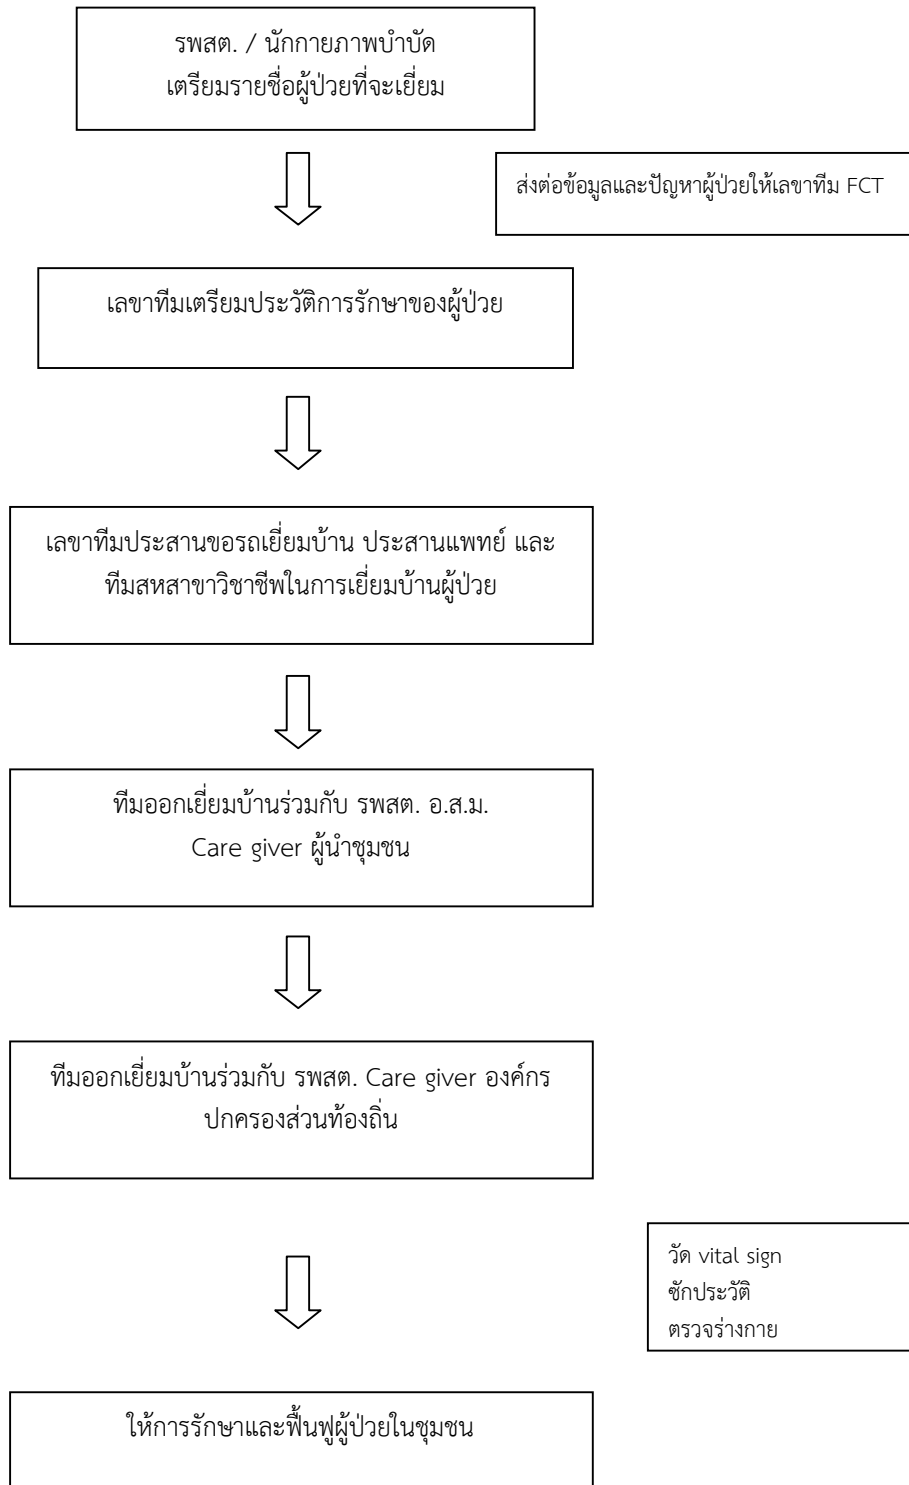 รพสต. / นักกายภาพบำบัด
เตรียมรายชื่อผู้ป่วยที่จะเยี่ยม
ส่งต่อข้อมูลและปัญหาผู้ป่วยให้เลขาทีม FCT
เลขาทีมเตรียมประวัติการรักษาของผู้ป่วย
เลขาทีมประสานขอรถเยี่ยมบ้าน ประสานแพทย์ และ
ทีมสหสาขาวิชาชีพในการเยี่ยมบ้านผู้ป่วย
ทีมออกเยี่ยมบ้านร่วมกับ รพสต. อ.ส.ม.
Care giver ผู้นำชุมชน
ทีมออกเยี่ยมบ้านร่วมกับ รพสต. Care giver องค์กร
ปกครองส่วนท้องถิ่น
วัด vital sign
ซักประวัติ
ตรวจร่างกาย
ให้การรักษาและฟื้นฟูผู้ป่วยในชุมชน